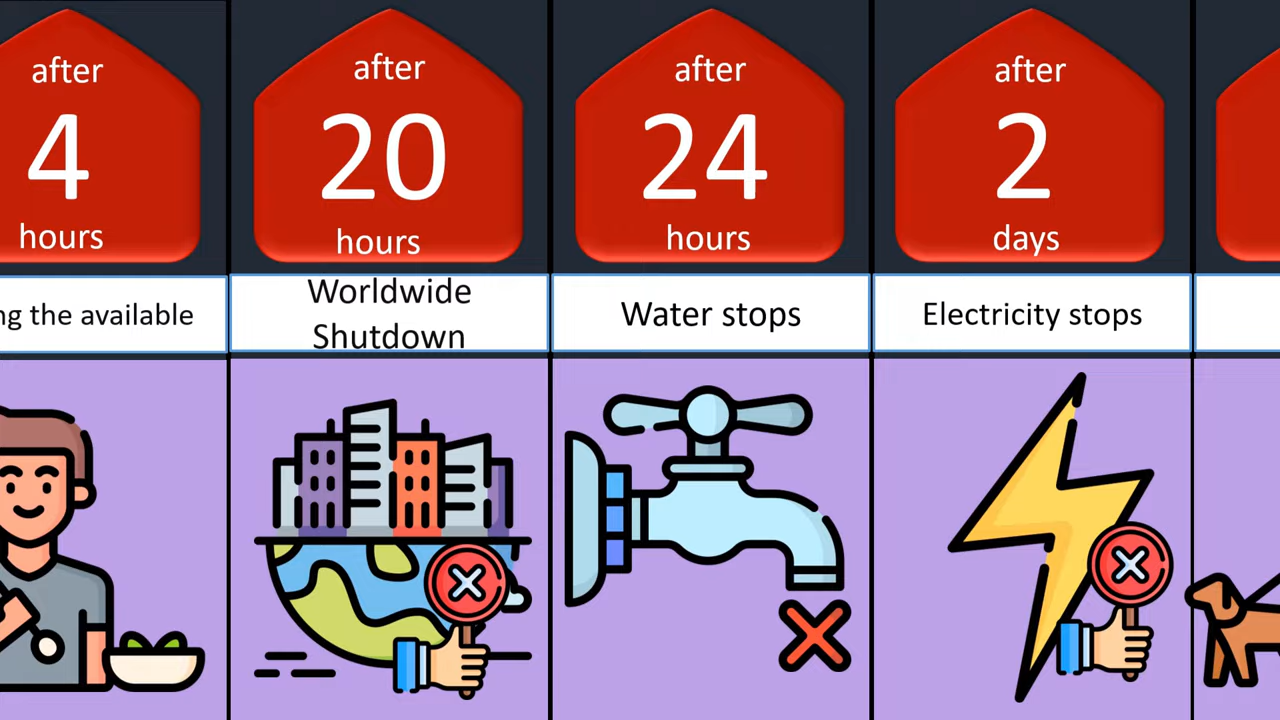 after
4
hours
the available
after
20
hours
Worldwide
Shutdown
after
24
hours
Water stops
after
2
days
Electricity stops